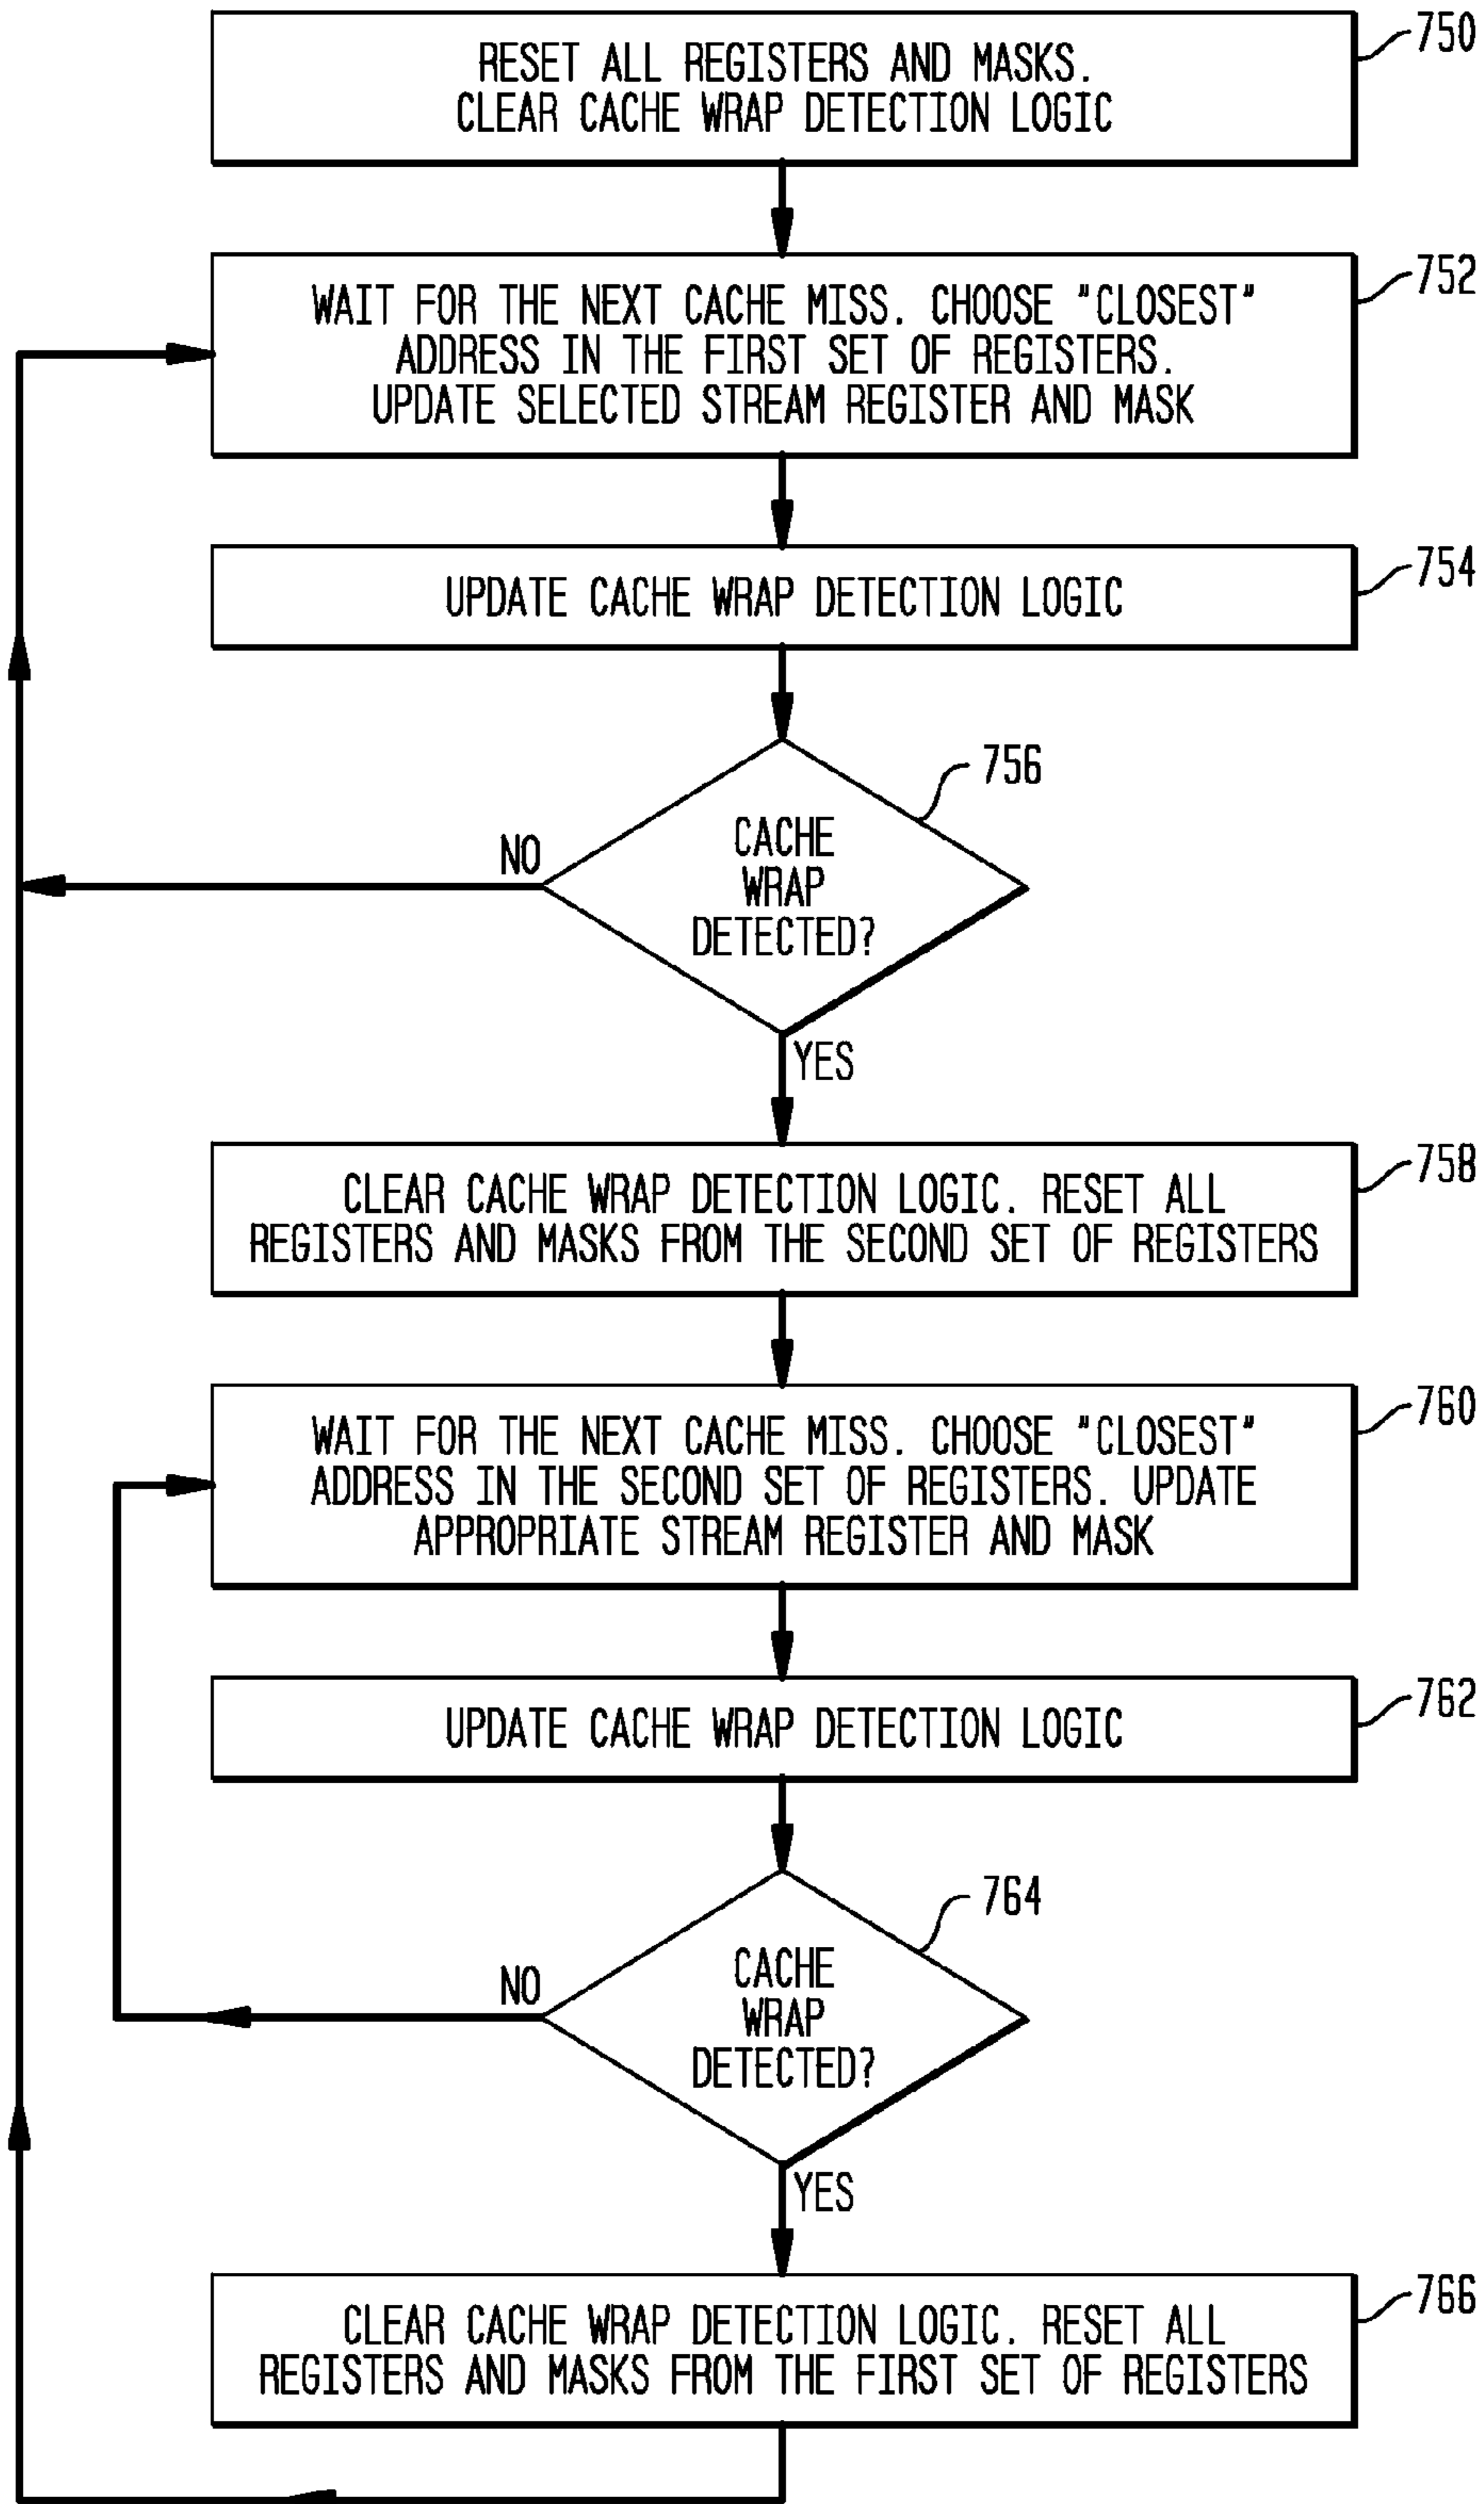 750
RESET ALL REGISTERS AND MASKS.
CLEAR CACHE WRAP DETECTION LOGIC
752
WAIT FOR THE NEXT CACHE MISS. CHOOSE "CLOSEST"
ADDRESS IN THE FIRST SET OF REGISTERS.
UPDATE SELECTED STREAM REGISTER AND MASK
754
UPDATE CACHE WRAP DETECTION LOGIC
756
CACHE
WRAP
DETECTED?
NO
YES
758
CLEAR CACHE WRAP DETECTION LOGIC. RESET ALL
REGISTERS AND MASKS FROM THE SECOND SET OF REGISTERS
760
WAIT FOR THE NEXT CACHE MISS. CHOOSE "CLOSEST"
ADDRESS IN THE SECOND SET OF REGISTERS. UPDATE
APPROPRIATE STREAM REGISTER AND MASK
762
UPDATE CACHE WRAP DETECTION LOGIC
764
CACHE
WRAP
DETECTED?
NO
YES
766
CLEAR CACHE WRAP DETECTION LOGIC. RESET ALL
REGISTERS AND MASKS FROM THE FIRST SET OF REGISTERS